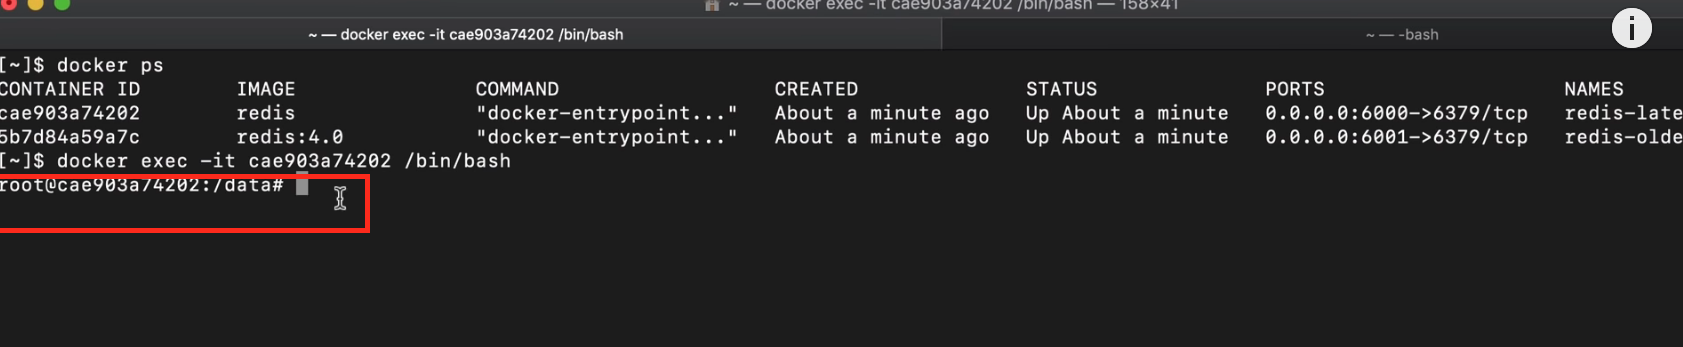 ~ — docker exec -it cae903a74202 /bin/bash — 158×41
~ — docker exec -it cae903a74202 /bin/bash ~ — -bash
[~]$ docker ps
CONTAINER ID IMAGE COMMAND CREATED STATUS PORTS NAMES
cae903a74202 redis "docker-entrypoint..." About a minute ago Up About a minute 0.0.0.0:6000->6379/tcp redis-late
5b7d84a59a7c redis:4.0 "docker-entrypoint..." About a minute ago Up About a minute 0.0.0.0:6001->6379/tcp redis-olde
[~]$ docker exec -it cae903a74202 /bin/bash
root@cae903a74202:/data#